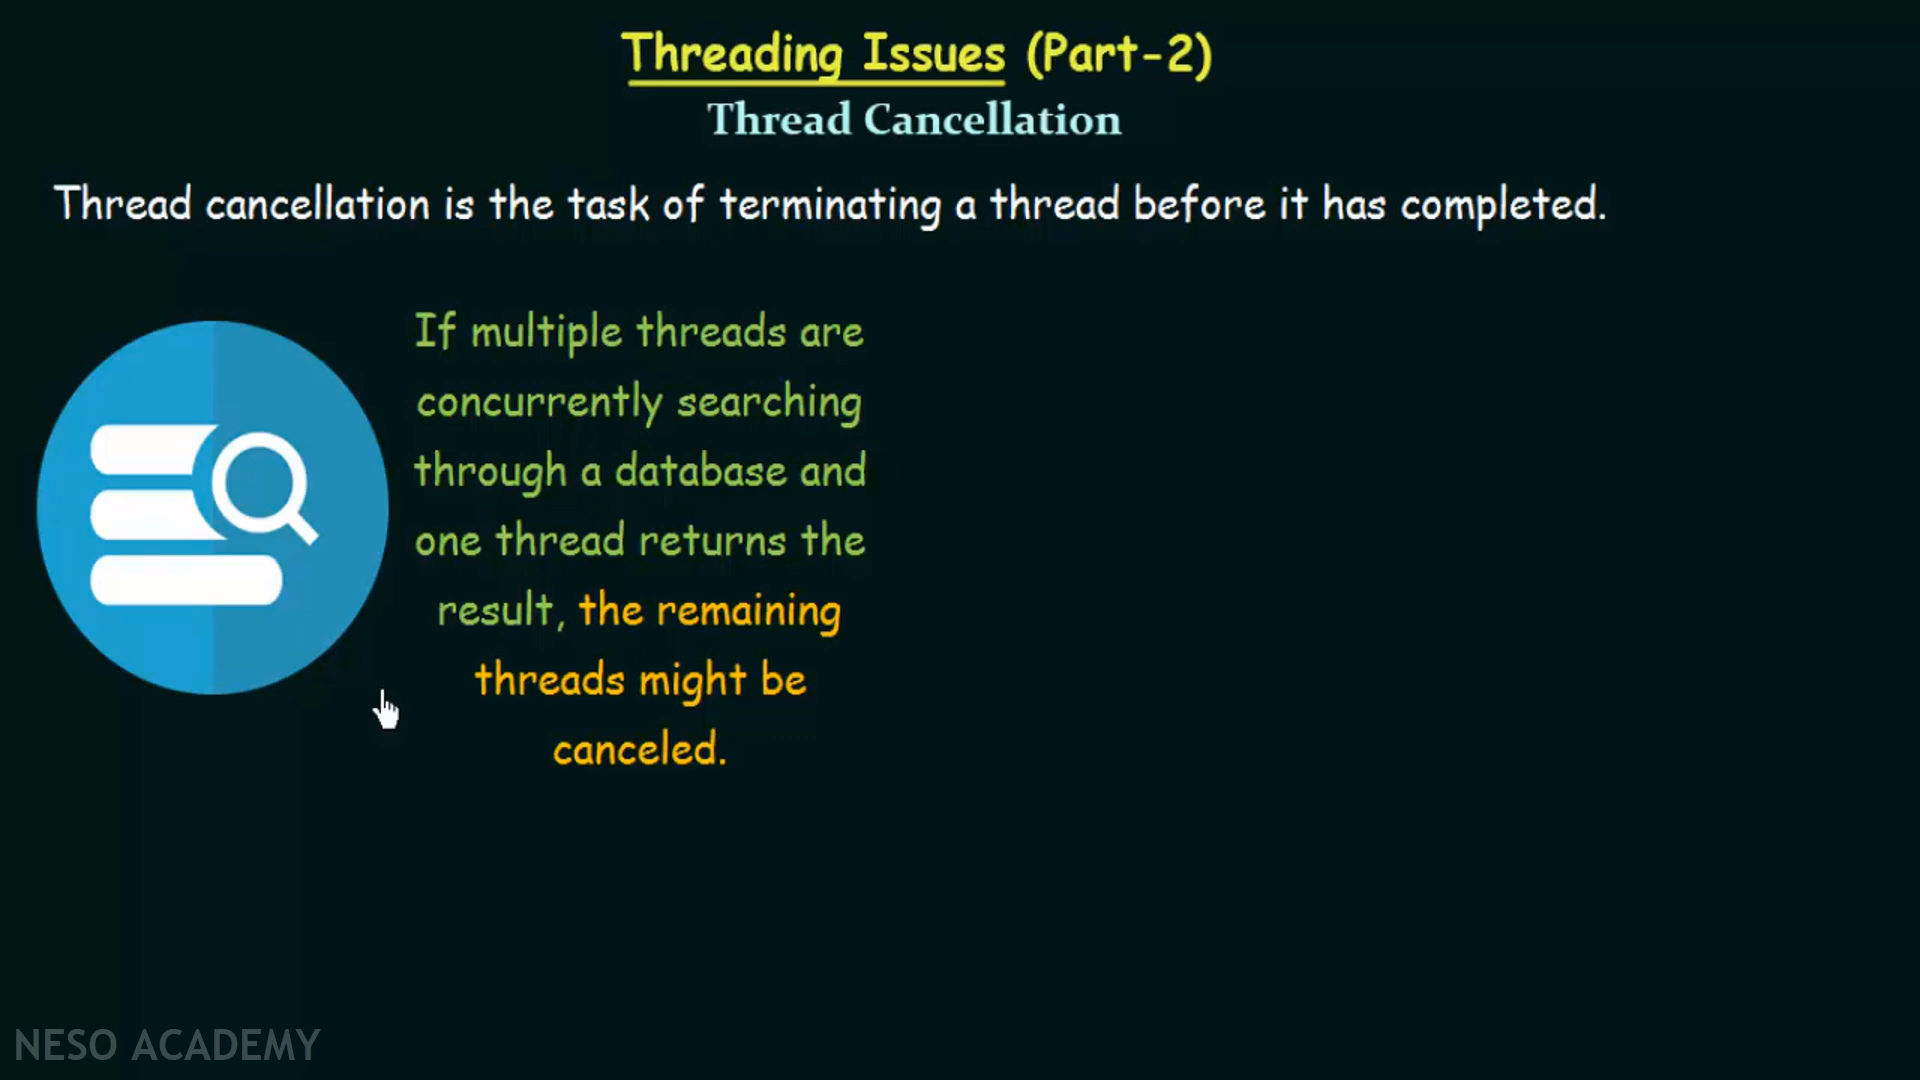 Threading Issues (Part-2)
Thread Cancellation
Thread cancellation is the task of terminating a thread before it has completed.
If multiple threads are
concurrently searching
through a database and
one thread returns the
result, the remaining
threads might be
canceled.
NESO ACADEMY